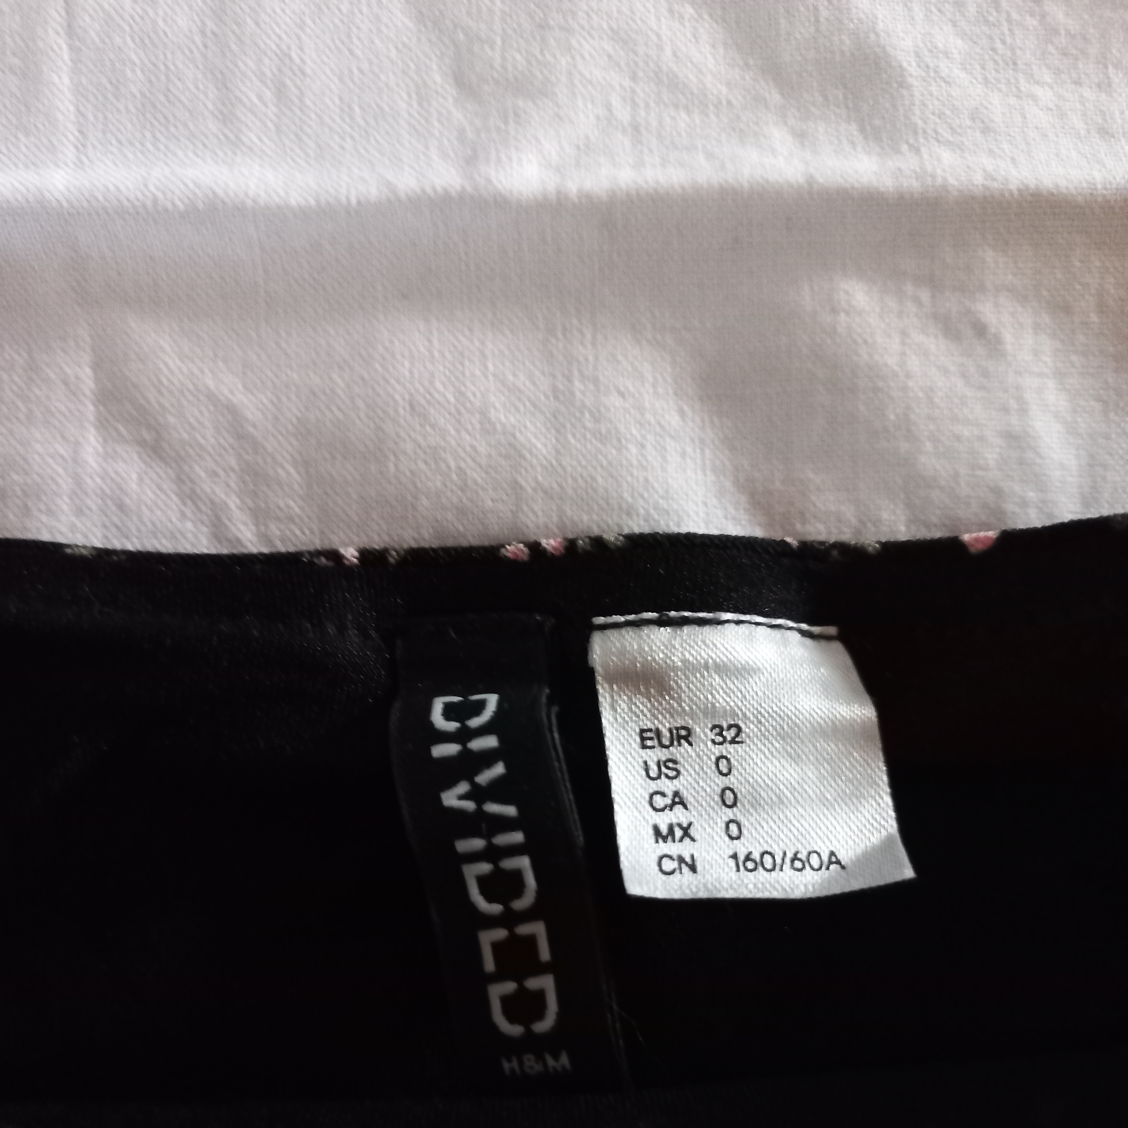 DIVIDED
H&M
EUR 32
US 0
CA 0
MX 0
CN 160/60A